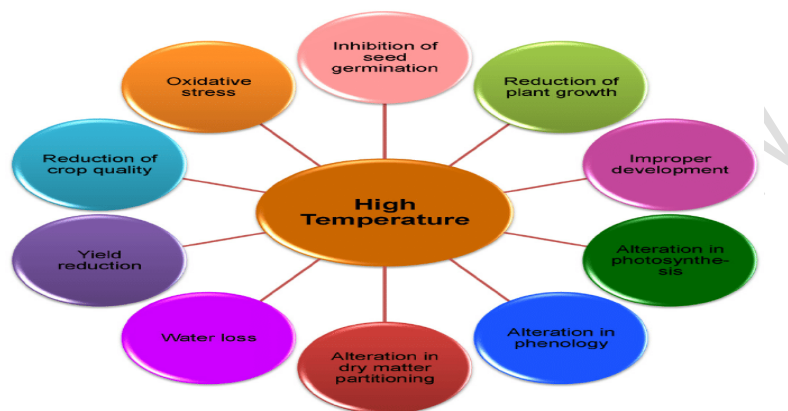 Inhibition of
seed
germination
Reduction of
plant growth
Improper
development
Alteration in
photosynthe-
sis
Alteration in
phenology
Alteration in
dry matter
partitioning
Water loss
Yield
reduction
Reduction of
crop quality
Oxidative
stress
High
Temperature